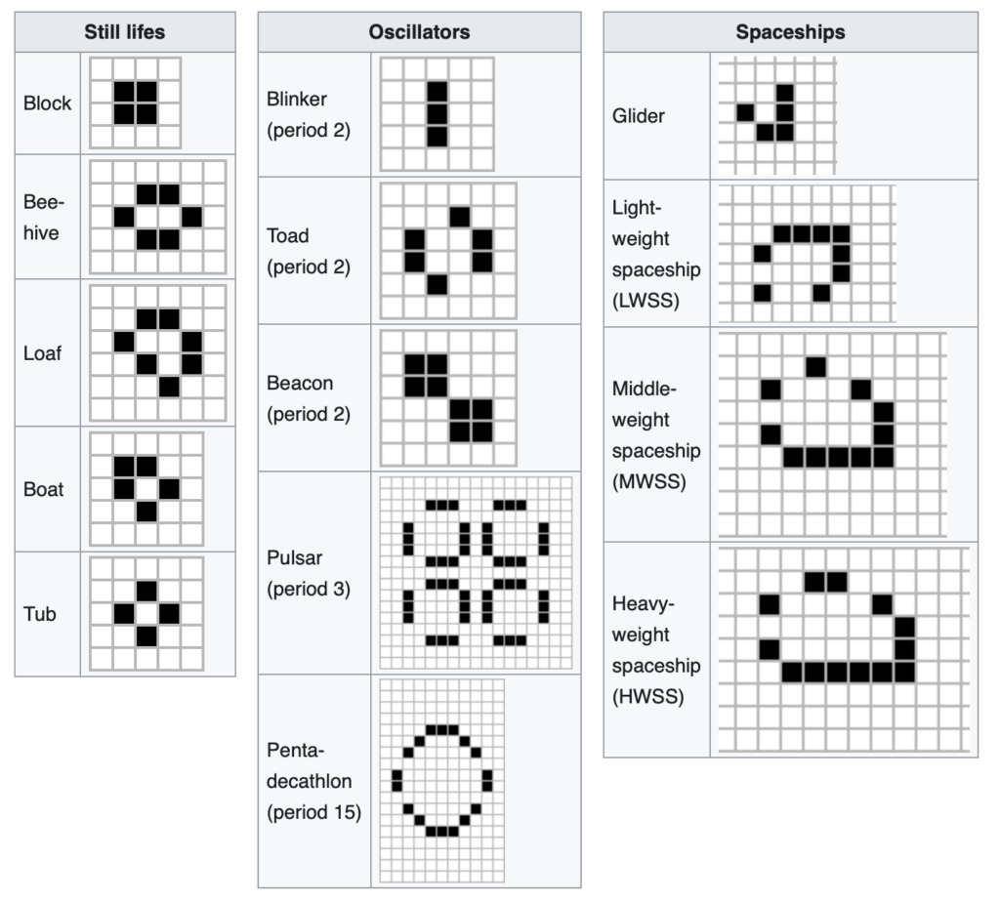 Still lifes
Block
Bee-
hive
Loaf
Boat
Tub
Oscillators
Blinker
(period 2)
Toad
(period 2)
Beacon
(period 2)
Pulsar
(period 3)
Penta-
decathlon
(period 15)
Spaceships
Glider
Light-
weight
spaceship
(LWSS)
Middle-
weight
spaceship
(MWSS)
Heavy-
weight
spaceship
(HWSS)